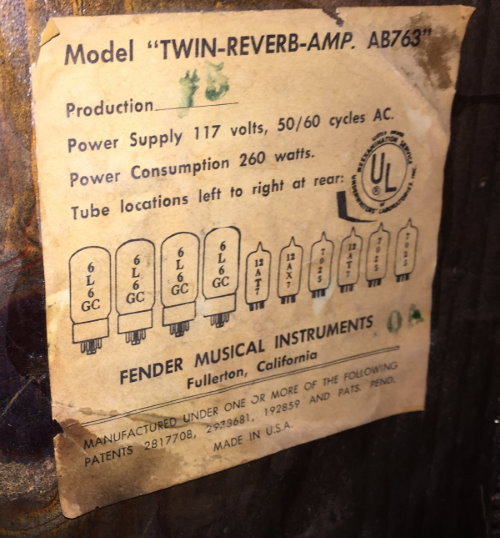 Model "TWIN-REVERB-AMP. AB763"
Production 15
Power Supply 117 volts, 50/60 cycles AC.
Power Consumption 260 watts.
Tube locations left to right at rear:
UL
®
6L6GC 6L6GC 6L6GC 6L6GC 12AT7 12AX7 7025 12AT7 7025 7025
FENDER MUSICAL INSTRUMENTS
Fullerton, California
MANUFACTURED UNDER ONE OR MORE OF THE FOLLOWING
PATENTS 2817708, 2973681, 192859 AND PATS. PEND.
MADE IN U.S.A.